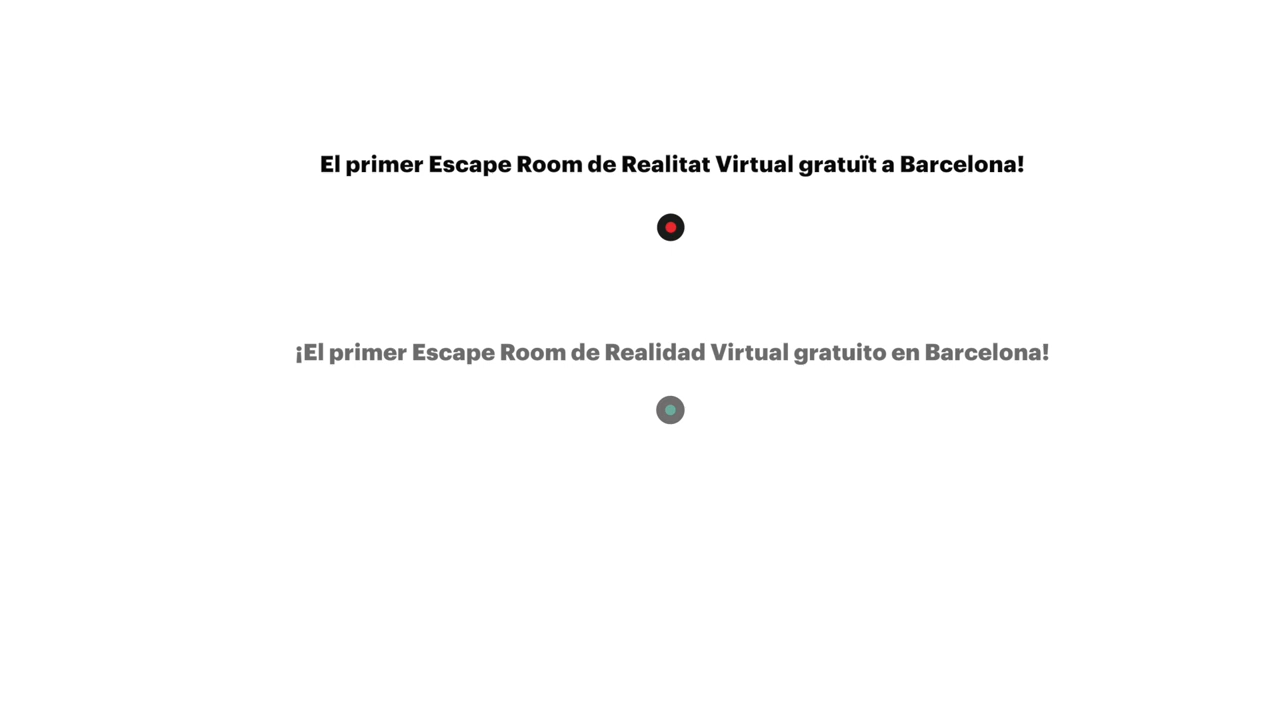 El primer Escape Room de Realitat Virtual gratuït a Barcelona!
¡El primer Escape Room de Realidad Virtual gratuito en Barcelona!